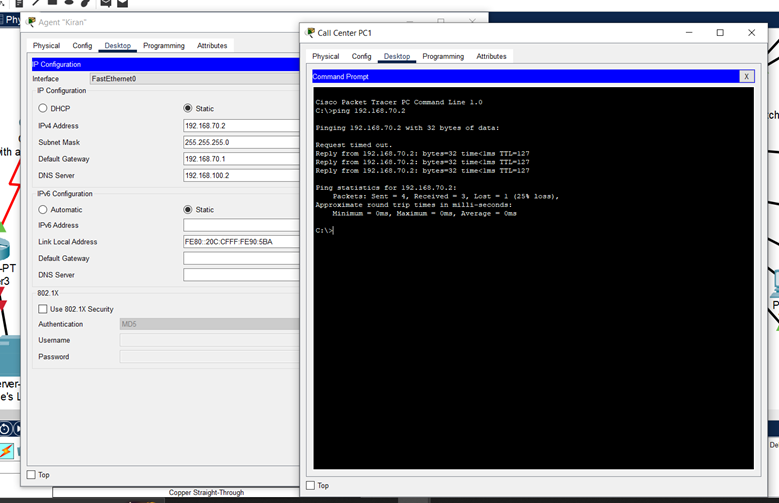 Phy
Agent "Kiran"
Physical Config Desktop Programming Attributes
IP Configuration
Interface FastEthernet0
IP Configuration
DHCP Static
IPv4 Address 192.168.70.2
Subnet Mask 255.255.255.0
Default Gateway 192.168.70.1
DNS Server 192.168.100.2
IPv6 Configuration
Automatic Static
IPv6 Address
Link Local Address FE80::20C:CFFF:FE90:5BA
Default Gateway
DNS Server
802.1X
Use 802.1X Security
Authentication MD5
Username
Password
Top
Call Center PC1
Physical Config Desktop Programming Attributes
Command Prompt X
Cisco Packet Tracer PC Command Line 1.0
C:\>ping 192.168.70.2
Pinging 192.168.70.2 with 32 bytes of data:
Request timed out.
Reply from 192.168.70.2: bytes=32 time<1ms TTL=127
Reply from 192.168.70.2: bytes=32 time<1ms TTL=127
Reply from 192.168.70.2: bytes=32 time<1ms TTL=127
Ping statistics for 192.168.70.2:
Packets: Sent = 4, Received = 3, Lost = 1 (25% loss),
Approximate round trip times in milli-seconds:
Minimum = 0ms, Maximum = 0ms, Average = 0ms
C:\>
Top
with a
-PT
er3
erver-
e's L
ch
P
De
Copper Straight-Through